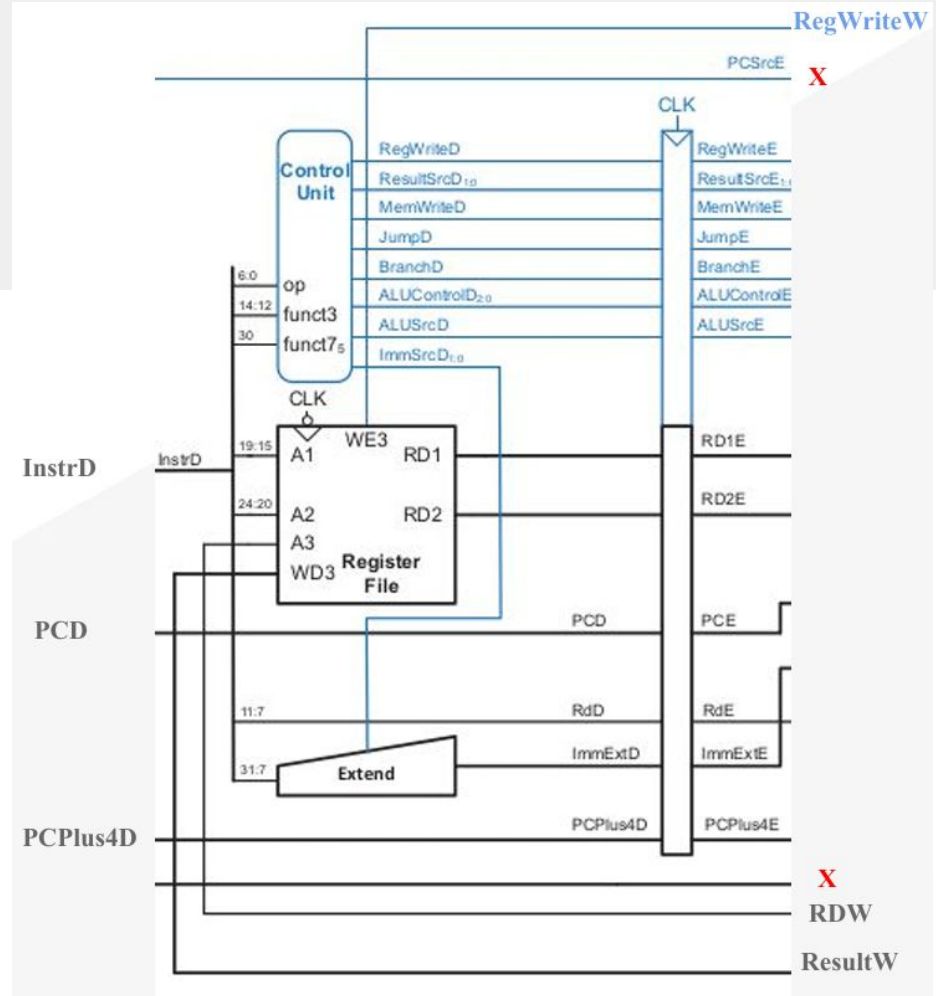 RegWriteW
PCSrcE
X
CLK
Control
Unit
RegWriteD
RegWriteE
ResultSrcD1:0
ResultSrcE1:
MemWriteD
MemWriteE
JumpD
JumpE
6:0
op
BranchD
BranchE
14:12
funct3
ALUControlD2:0
ALUControlE
30
funct75
ALUSrcD
ALUSrcE
ImmSrcD1:0
CLK
InstrD
InstrD
19:15
A1
WE3
RD1
RD1E
24:20
A2
RD2
RD2E
A3
WD3
Register
File
PCD
PCD
PCE
11:7
RdD
RdE
31:7
Extend
ImmExtD
ImmExtE
PCPlus4D
PCPlus4D
PCPlus4E
X
RDW
ResultW